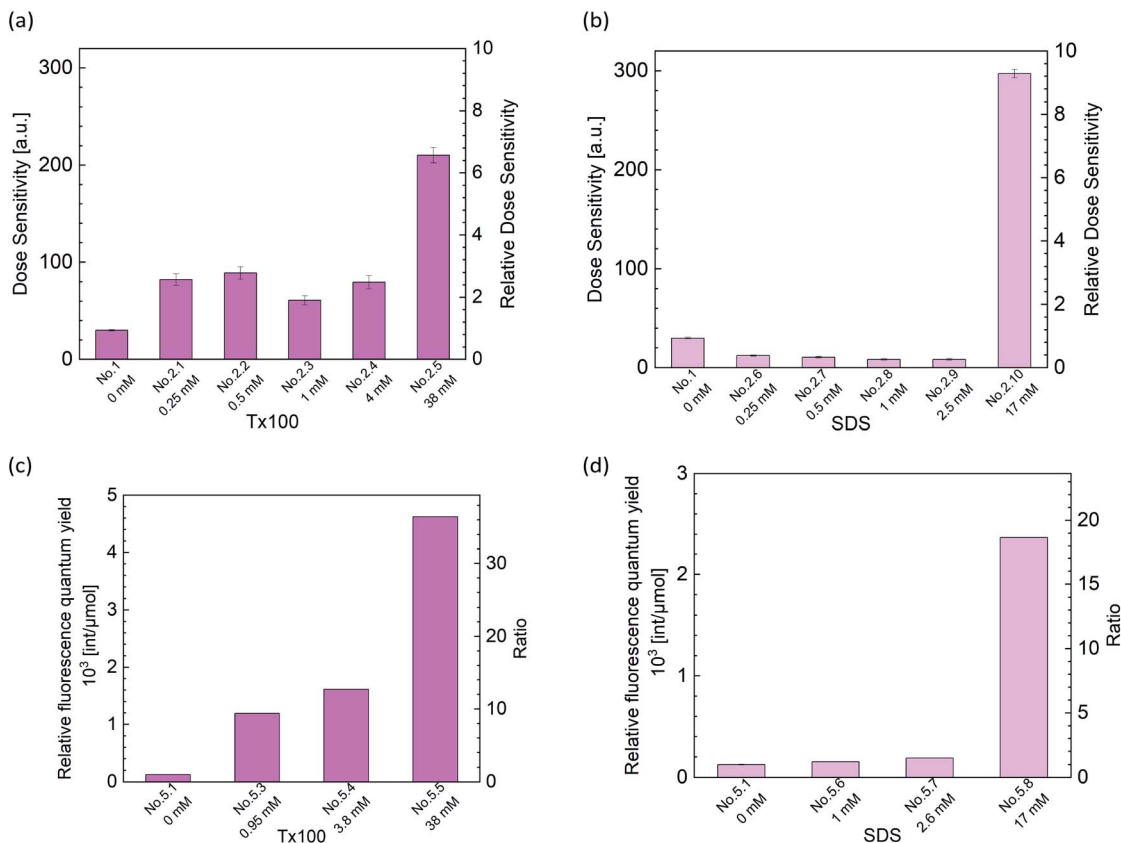 (a)
300
200
100
0
Dose Sensitivity [a.u.]
10
8
6
4
2
0
Relative Dose Sensitivity
No.1
0 mM
No.2.1
0.25 mM
No.2.2
0.5 mM
No.2.3
1 mM
No.2.4
4 mM
No.2.5
38 mM
Tx100
(b)
300
200
100
0
Dose Sensitivity [a.u.]
10
8
6
4
2
0
Relative Dose Sensitivity
No.1
0 mM
No.2.6
0.25 mM
No.2.7
0.5 mM
No.2.8
1 mM
No.2.9
2.5 mM
No.2.10
17 mM
SDS
(c)
5
4
3
2
1
0
Relative fluorescence quantum yield
10³ [int/μmol]
30
20
10
0
Ratio
No.5.1
0 mM
No.5.3
0.95 mM
No.5.4
3.8 mM
No.5.5
38 mM
Tx100
(d)
3
2
1
0
Relative fluorescence quantum yield
10³ [int/μmol]
20
15
10
5
0
Ratio
No.5.1
0 mM
No.5.6
1 mM
No.5.7
2.6 mM
No.5.8
17 mM
SDS